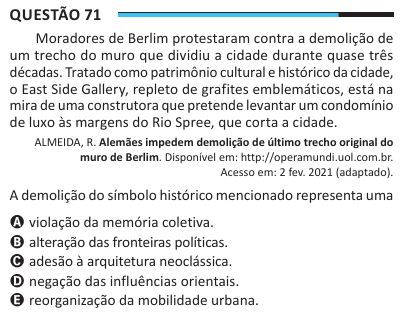 QUESTÃO 71
Moradores de Berlim protestaram contra a demolição de
um trecho do muro que dividiu a cidade durante quase três
décadas. Tratado como patrimônio cultural e histórico da cidade,
o East Side Gallery, repleto de grafites emblemáticos, está na
mira de uma construtora que pretende levantar um condomínio
de luxo às margens do Rio Spree, que corta a cidade.
ALMEIDA, R. Alemães impedem demolição de último trecho original do
muro de Berlim. Disponível em: http://operamundi.uol.com.br.
Acesso em: 2 fev. 2021 (adaptado).
A demolição do símbolo histórico mencionado representa uma
A violação da memória coletiva.
B alteração das fronteiras políticas.
C adesão à arquitetura neoclássica.
D negação das influências orientais.
E reorganização da mobilidade urbana.